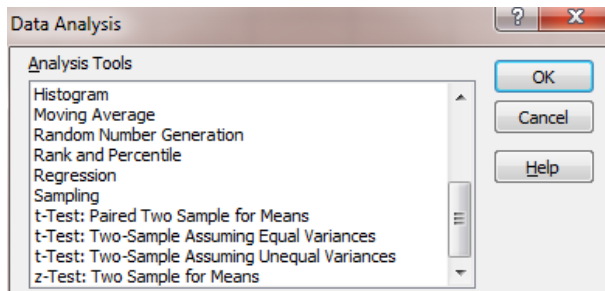 Data Analysis
?
X
Analysis Tools
Histogram
Moving Average
Random Number Generation
Rank and Percentile
Regression
Sampling
t-Test: Paired Two Sample for Means
t-Test: Two-Sample Assuming Equal Variances
t-Test: Two-Sample Assuming Unequal Variances
z-Test: Two Sample for Means
OK
Cancel
Help